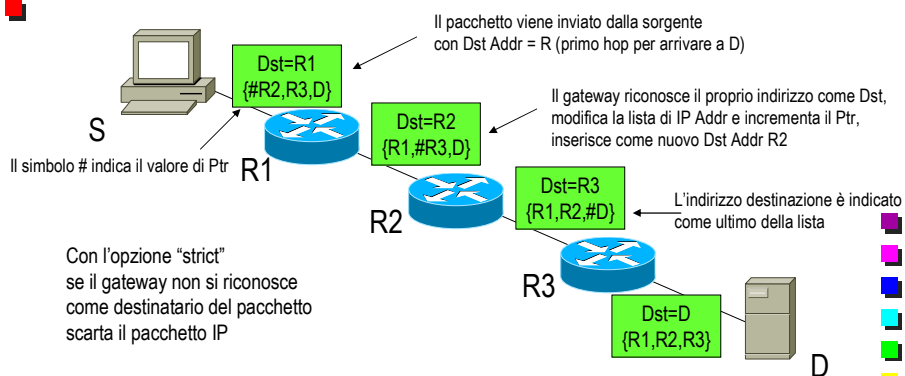 Il pacchetto viene inviato dalla sorgente
con Dst Addr = R (primo hop per arrivare a D)
Dst=R1
{#R2,R3,D}
S
Il simbolo # indica il valore di Ptr
R1
Il gateway riconosce il proprio indirizzo come Dst,
modifica la lista di IP Addr e incrementa il Ptr,
inserisce come nuovo Dst Addr R2
Dst=R2
{R1,#R3,D}
R2
Dst=R3
{R1,R2,#D}
L'indirizzo destinazione è indicato
come ultimo della lista
Con l'opzione “strict”
se il gateway non si riconosce
come destinatario del pacchetto
scarta il pacchetto IP
R3
Dst=D
{R1,R2,R3}
D